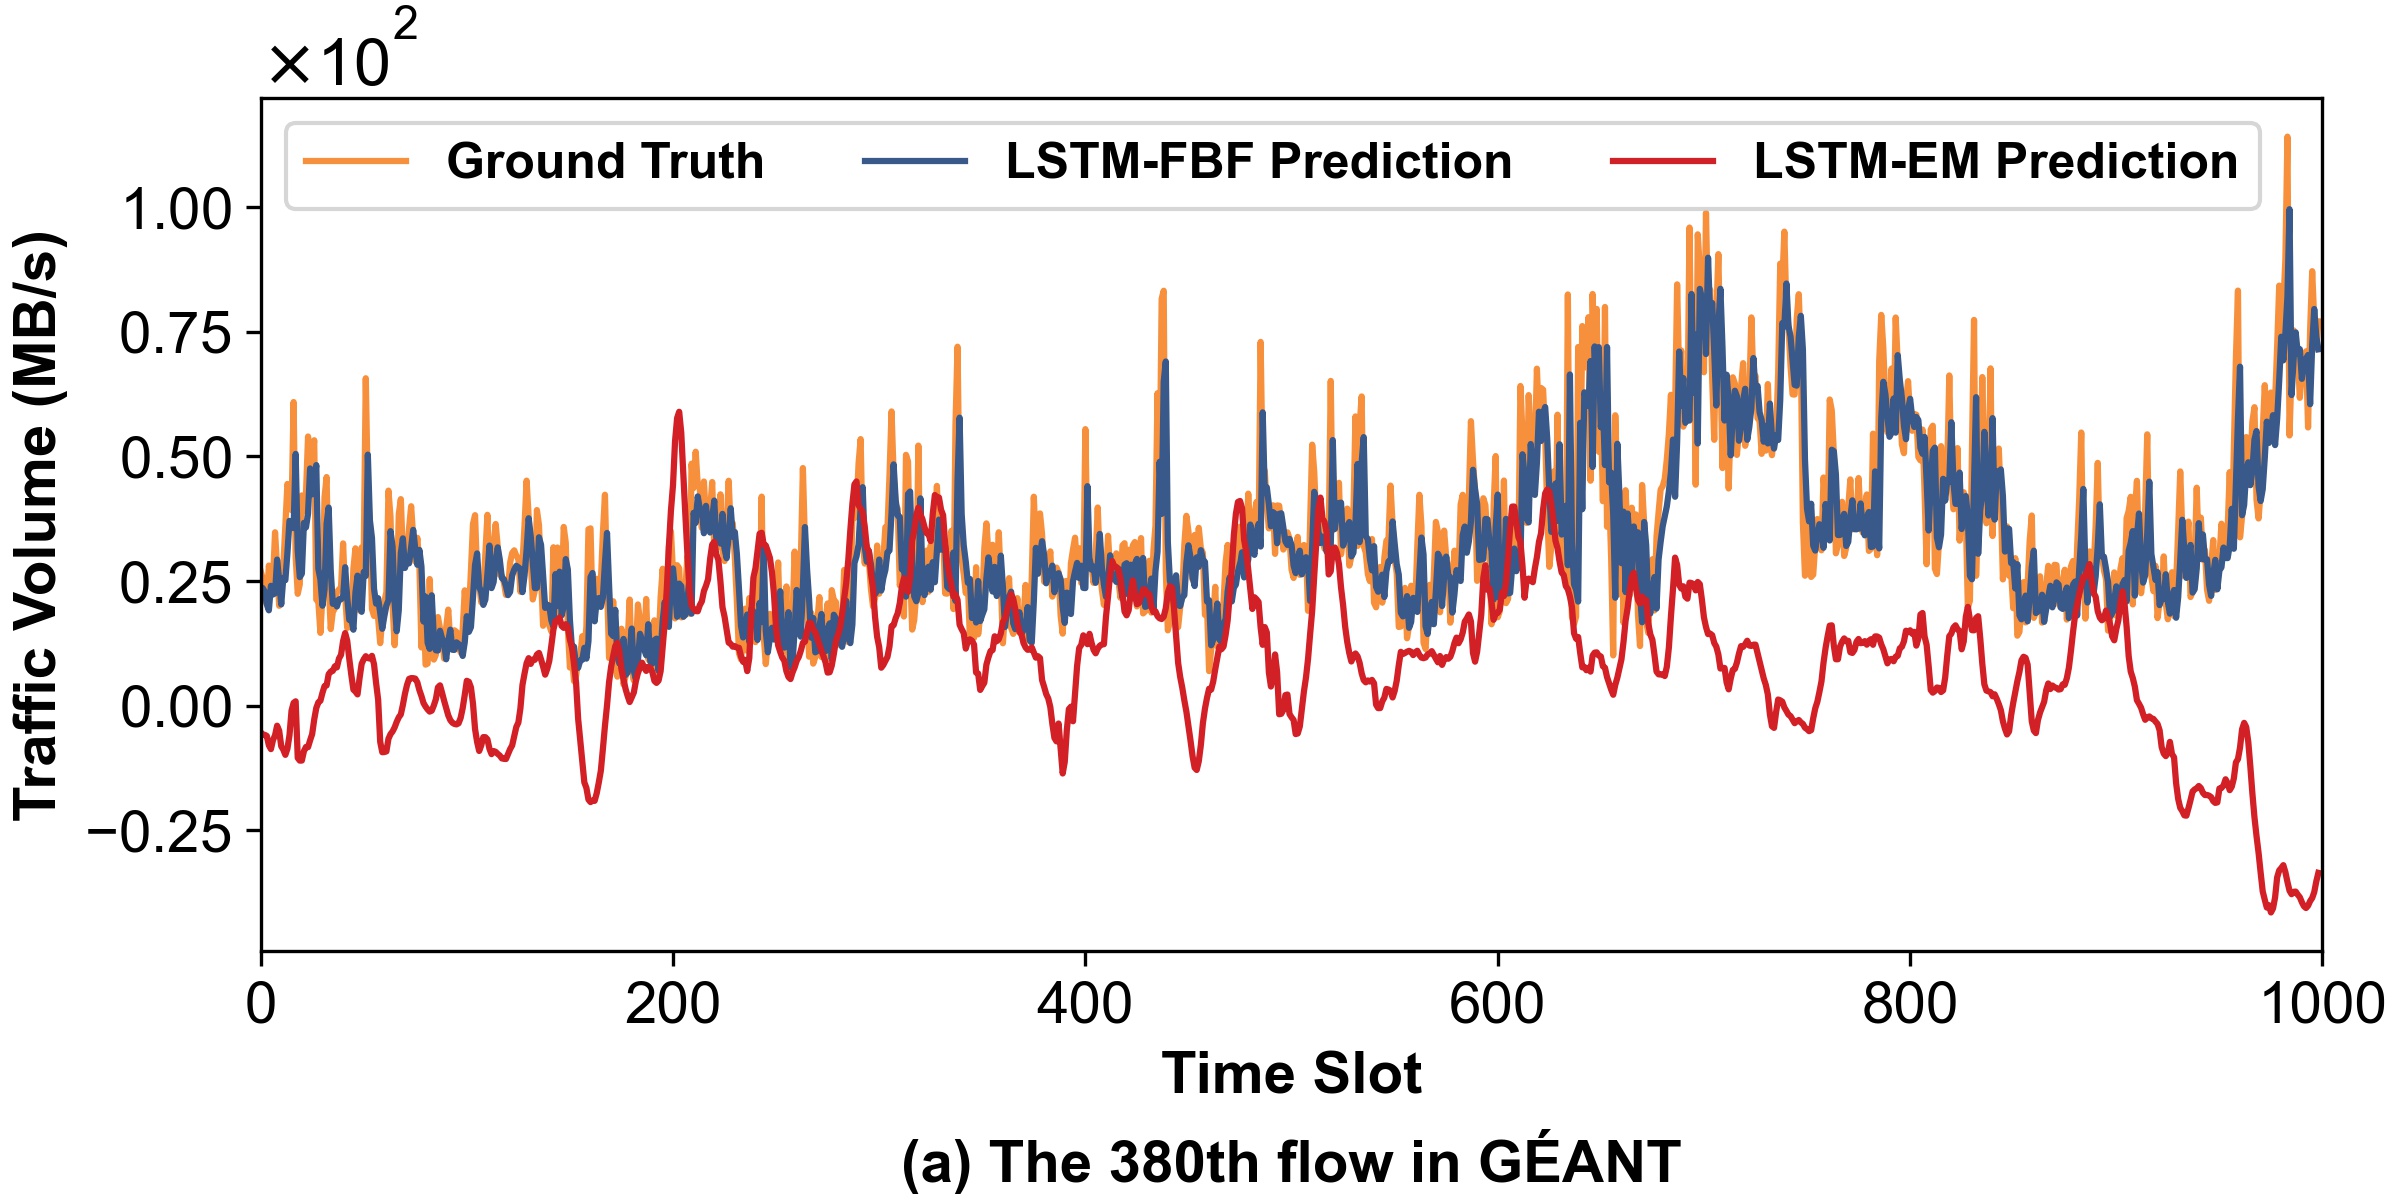 ×10²
Ground Truth LSTM-FBF Prediction LSTM-EM Prediction
1.00
0.75
0.50
0.25
0.00
−0.25
Traffic Volume (MB/s)
0 200 400 600 800 1000
Time Slot
(a) The 380th flow in GÉANT